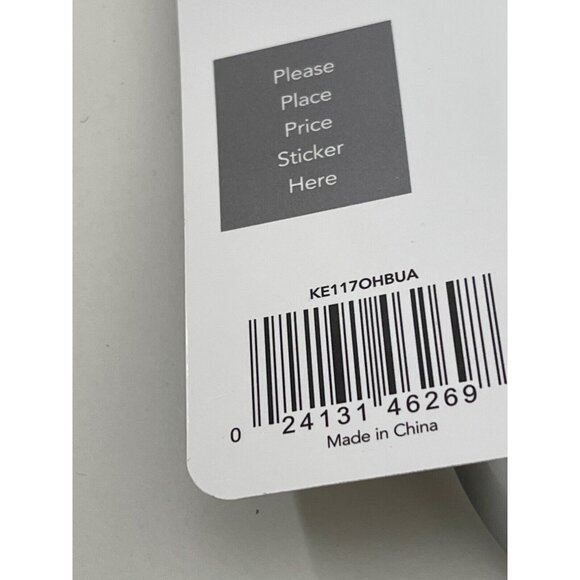 Please
Place
Price
Sticker
Here
KE117OHBUA
0 24131 46269
Made in China